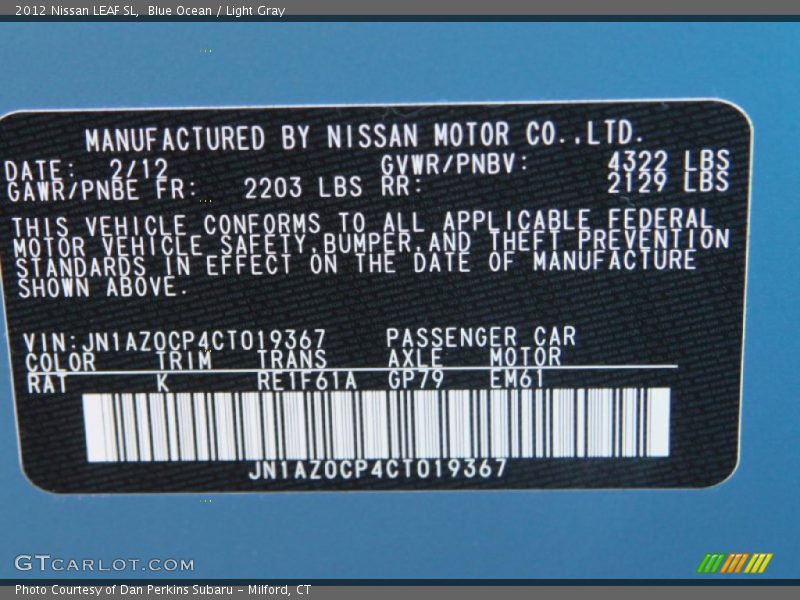 2012 Nissan LEAF SL, Blue Ocean / Light Gray
MANUFACTURED BY NISSAN MOTOR CO.,LTD.
DATE: 2/12 GVWR/PNBV: 4322 LBS
GAWR/PNBE FR: 2203 LBS RR: 2129 LBS
THIS VEHICLE CONFORMS TO ALL APPLICABLE FEDERAL
MOTOR VEHICLE SAFETY,BUMPER,AND THEFT PREVENTION
STANDARDS IN EFFECT ON THE DATE OF MANUFACTURE
SHOWN ABOVE.
VIN:JN1AZ0CP4CT019367 PASSENGER CAR
COLOR TRIM TRANS AXLE MOTOR
RAT K RE1F61A GP79 EM61
JN1AZ0CP4CT019367
GTCARLOT.COM
Photo Courtesy of Dan Perkins Subaru - Milford, CT